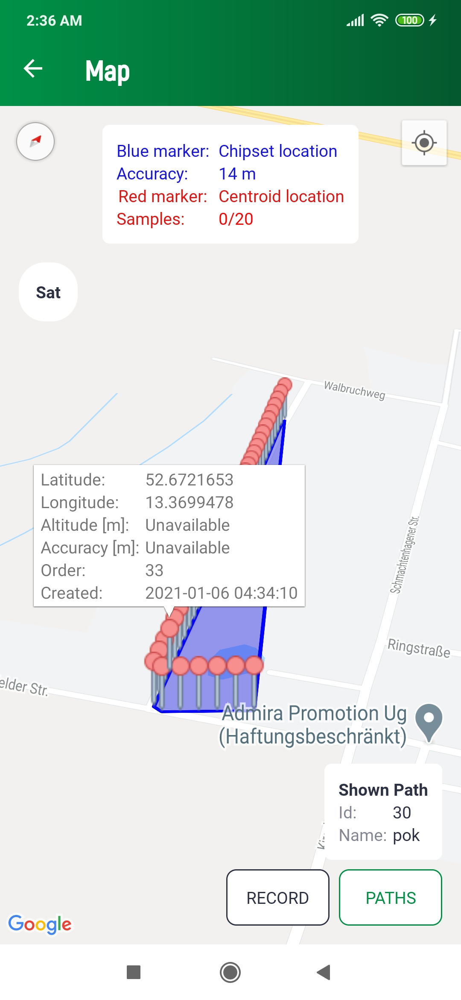 2:36 AM
100
Map
Blue marker: Chipset location
Accuracy: 14 m
Red marker: Centroid location
Samples: 0/20
Sat
Walbruchweg
Latitude: 52.6721653
Longitude: 13.3699478
Altitude [m]: Unavailable
Accuracy [m]: Unavailable
Order: 33
Created: 2021-01-06 04:34:10
Schmachtenhagener Str.
Ringstraße
elder Str.
Admira Promotion Ug
(Haftungsbeschränkt)
Shown Path
Id: 30
Name: pok
RECORD
PATHS
Google